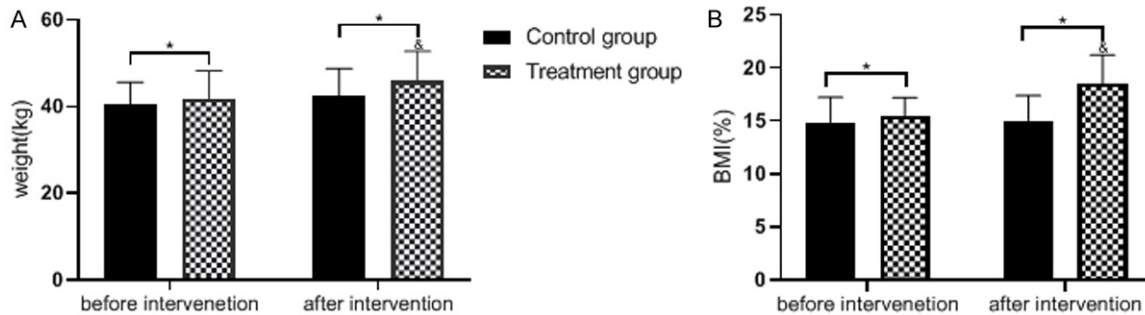 A
weight(kg)
60
40
20
0
*
*
&
before intervenetion
after intervention
Control group
Treatment group
B
BMI(%)
25
20
15
10
5
0
*
*
&
before intervenetion
after intervention